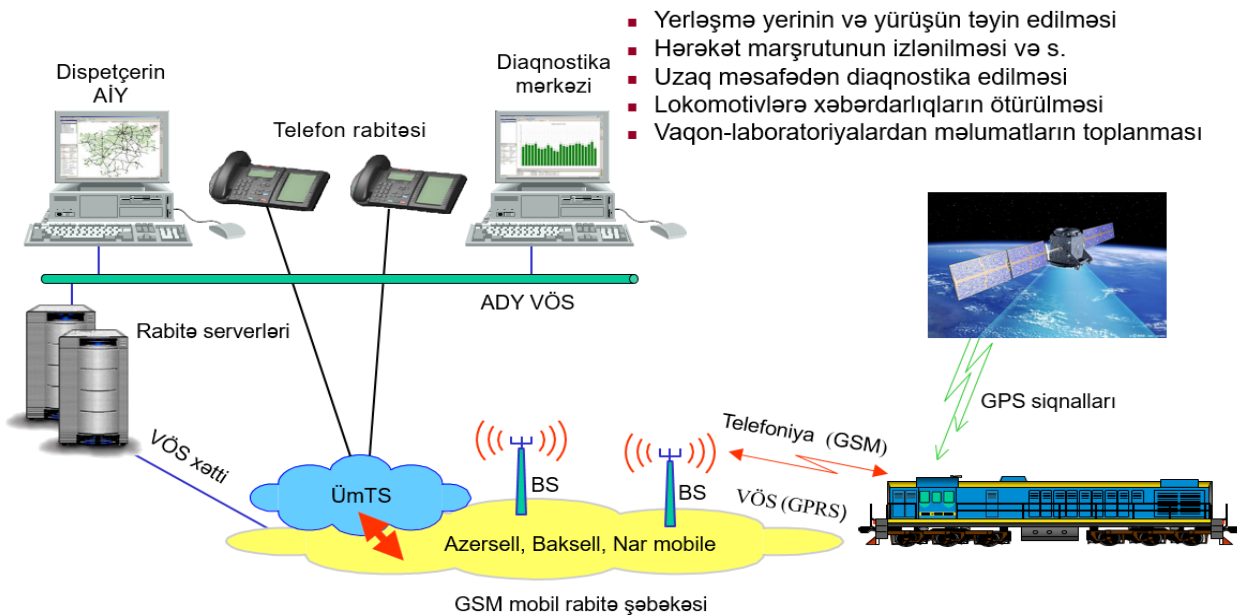 Yerləşmə yerinin və yürüşün təyin edilməsi
Hərəkət marşrutunun izlənilməsi və s.
Uzaq məsafədən diaqnostika edilməsi
Lokomotivlərə xəbərdarlıqların ötürülməsi
Vaqon-laboratoriyalardan məlumatların toplanması
Dispetçerin
AİY
Telefon rabitəsi
Diaqnostika
mərkəzi
ADY VÖS
Rabitə serverləri
GPS siqnalları
VÖS xətti
Telefoniya (GSM)
VÖS (GPRS)
ÜmTS
BS
BS
Azersell, Baksell, Nar mobile
GSM mobil rabitə şəbəkəsi